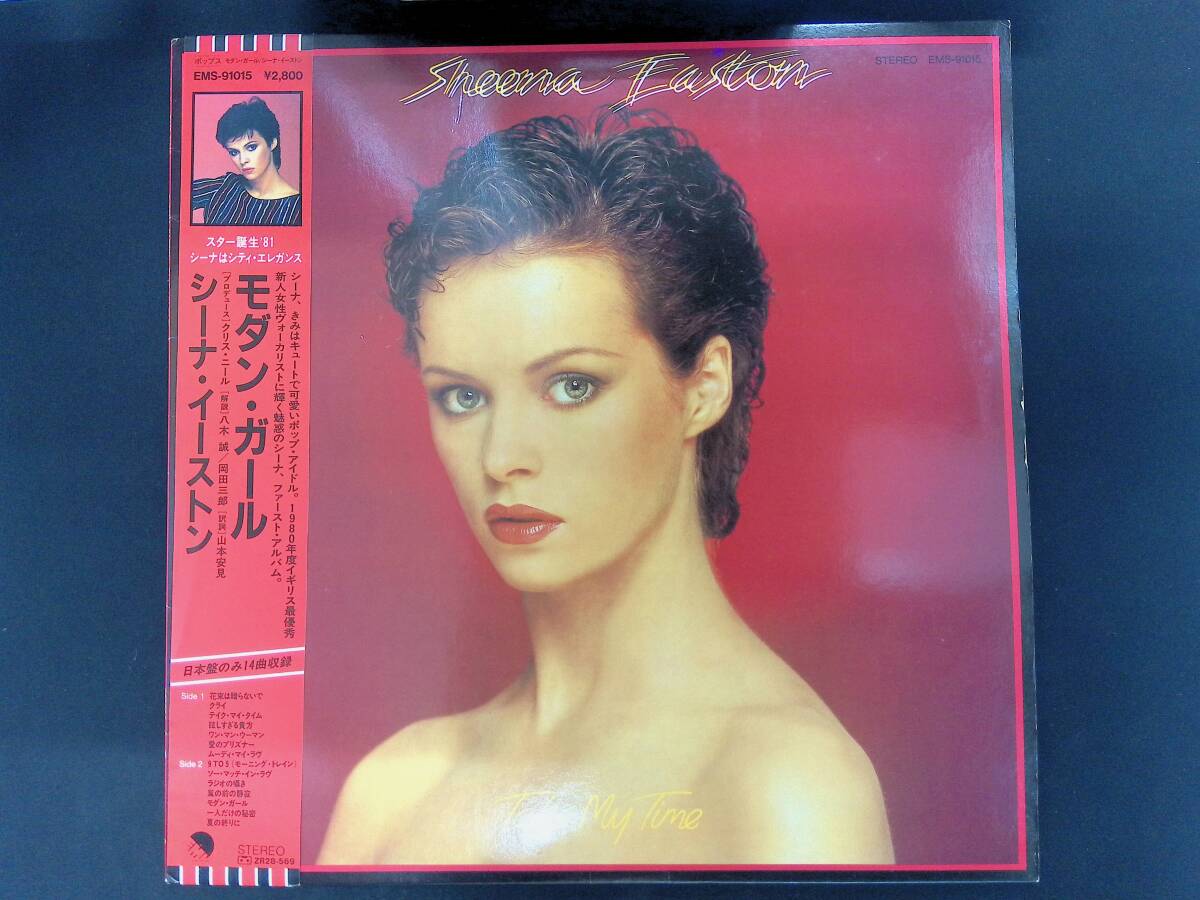 ポップス モダン・ガール/シーナ・イーストン
EMS-91015 ¥2,800
スター誕生'81
シーナはシティ・エレガンス
シーナ、きみはキュートで可愛いポップ・アイドル。1980年度イギリス最優秀
新人女性ヴォーカリストに輝く魅惑のシーナ、ファースト・アルバム。
モダン・ガール
[プロデュース]クリス・ニール [解説]八木 誠/岡田三郎 [訳詞]山本安見
シーナ・イーストン
日本盤のみ14曲収録
Side 1 花束は贈らないで
クライ
テイク・マイ・タイム
眩しすぎる貴方
ワン・マン・ウーマン
愛のプリズナー
ムーディ・マイ・ラヴ
Side 2 9 TO 5 (モーニング・トレイン)
ソー・マッチ・イン・ラヴ
ラジオの囁き
嵐の前の静寂
モダン・ガール
一人だけの秘密
夏の終りに
STEREO
ZR28-569
Sheena Easton
STEREO EMS-91015
Take My Time